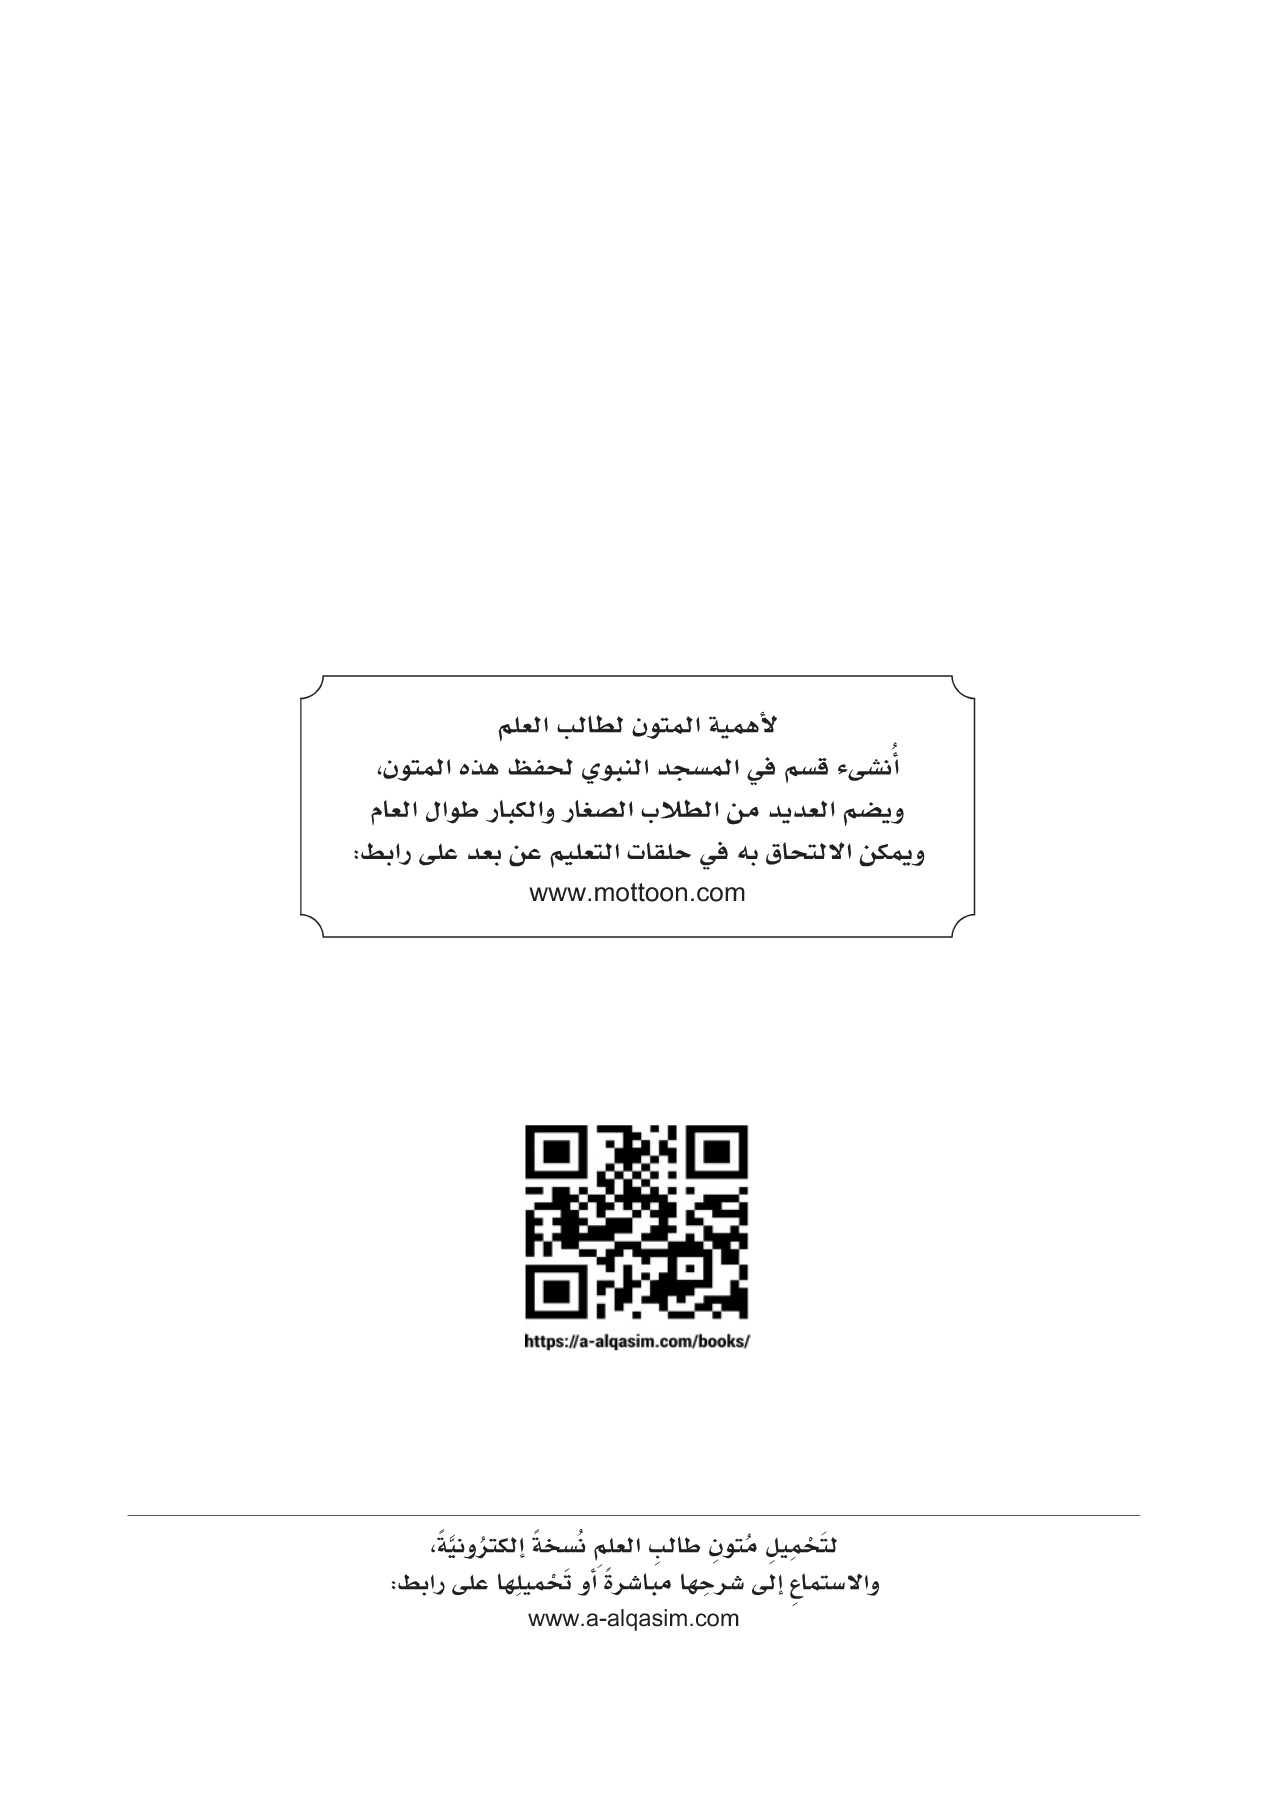 لأهمية المتون لطالب العلم
أُنشىء قسم في المسجد النبوي لحفظ هذه المتون،
ويضم العديد من الطلاب الصغار والكبار طوال العام
ويمكن الالتحاق به في حلقات التعليم عن بعد على رابط:
www.mottoon.com
https://a-alqasim.com/books/
لتَحْمِيلِ مُتونِ طالبِ العلمِ نُسخةً إلكترُونيَّةً،
والاستماعِ إلى شرحِها مباشرةً أو تَحْميلِها على رابط:
www.a-alqasim.com